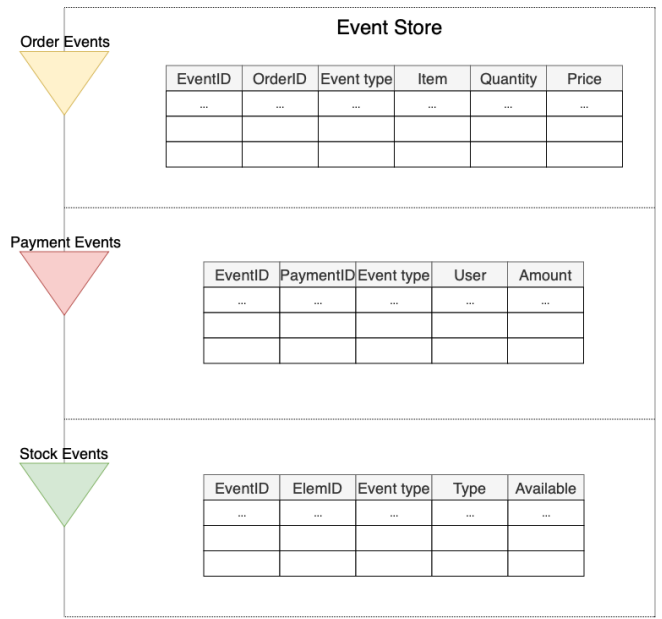 Event Store
Order Events
EventID OrderID Event type Item Quantity Price
... ... ... ... ... ...
Payment Events
EventID PaymentID Event type User Amount
... ... ... ... ...
Stock Events
EventID ElemID Event type Type Available
... ... ... ... ...